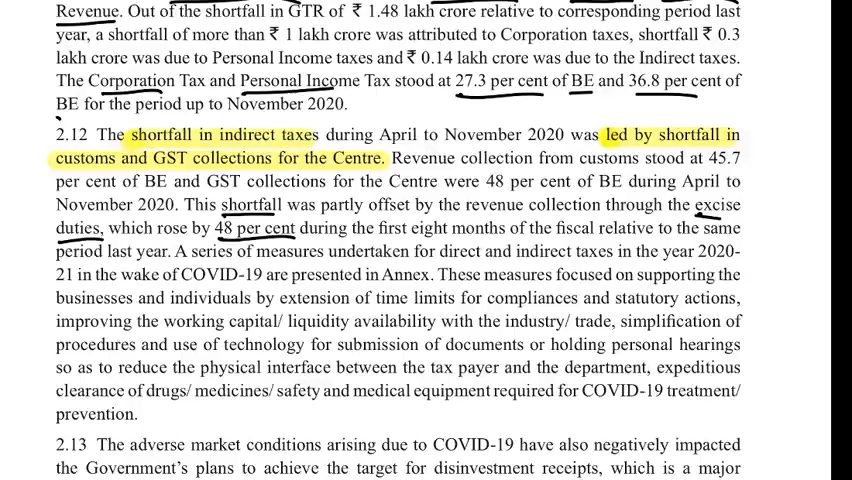 Revenue. Out of the shortfall in GTR of ₹ 1.48 lakh crore relative to corresponding period last
year, a shortfall of more than ₹ 1 lakh crore was attributed to Corporation taxes, shortfall ₹ 0.3
lakh crore was due to Personal Income taxes and ₹ 0.14 lakh crore was due to the Indirect taxes.
The Corporation Tax and Personal Income Tax stood at 27.3 per cent of BE and 36.8 per cent of
BE for the period up to November 2020.
2.12 The shortfall in indirect taxes during April to November 2020 was led by shortfall in
customs and GST collections for the Centre. Revenue collection from customs stood at 45.7
per cent of BE and GST collections for the Centre were 48 per cent of BE during April to
November 2020. This shortfall was partly offset by the revenue collection through the excise
duties, which rose by 48 per cent during the first eight months of the fiscal relative to the same
period last year. A series of measures undertaken for direct and indirect taxes in the year 2020-
21 in the wake of COVID-19 are presented in Annex. These measures focused on supporting the
businesses and individuals by extension of time limits for compliances and statutory actions,
improving the working capital/ liquidity availability with the industry/ trade, simplification of
procedures and use of technology for submission of documents or holding personal hearings
so as to reduce the physical interface between the tax payer and the department, expeditious
clearance of drugs/ medicines/ safety and medical equipment required for COVID-19 treatment/
prevention.
2.13 The adverse market conditions arising due to COVID-19 have also negatively impacted
the Government's plans to achieve the target for disinvestment receipts, which is a major